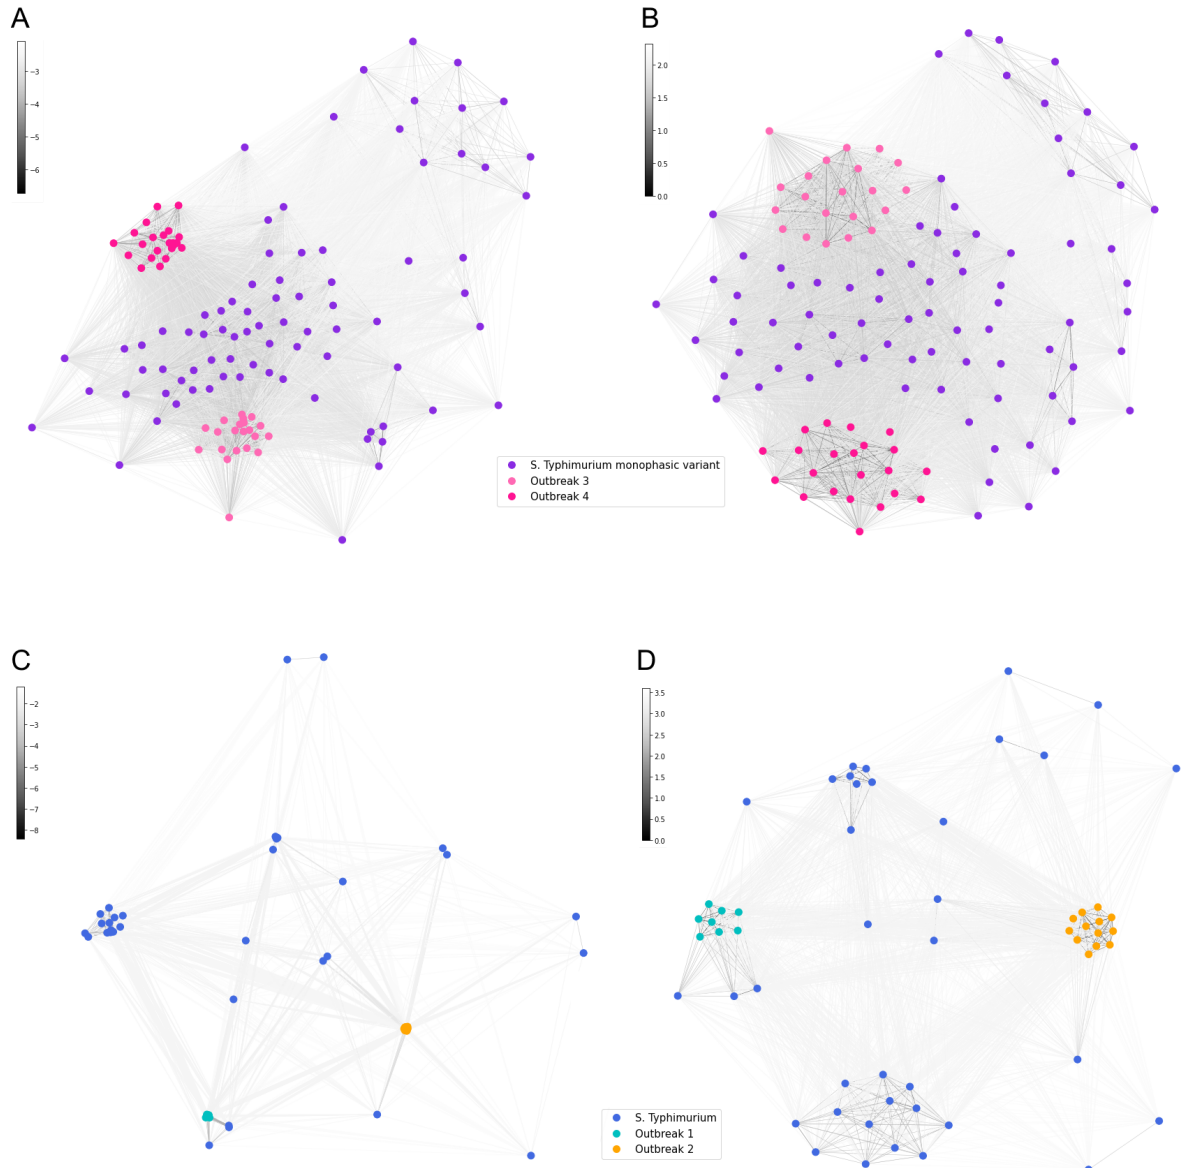 A
B
−3
−4
−5
−6
2.0
1.5
1.0
0.5
0.0
S. Typhimurium monophasic variant
Outbreak 3
Outbreak 4
C
D
−2
−3
−4
−5
−6
−7
−8
3.5
3.0
2.5
2.0
1.5
1.0
0.5
0.0
S. Typhimurium
Outbreak 1
Outbreak 2